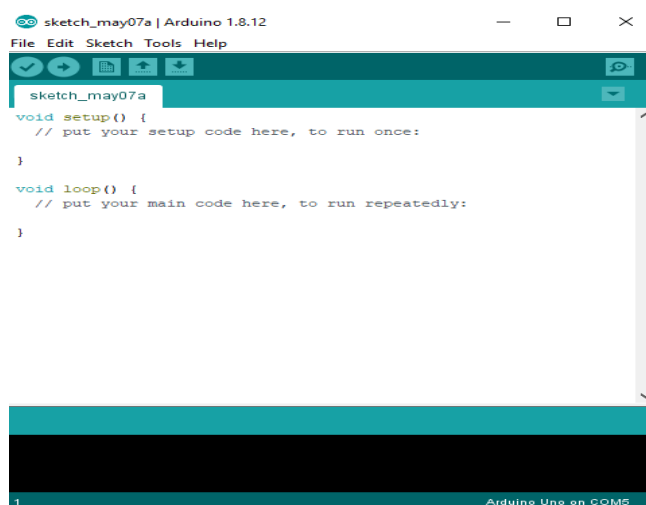 sketch_may07a | Arduino 1.8.12
File Edit Sketch Tools Help
sketch_may07a
void setup() {
  // put your setup code here, to run once:
}
void loop() {
  // put your main code here, to run repeatedly:
}
1 Arduino Uno on COM5